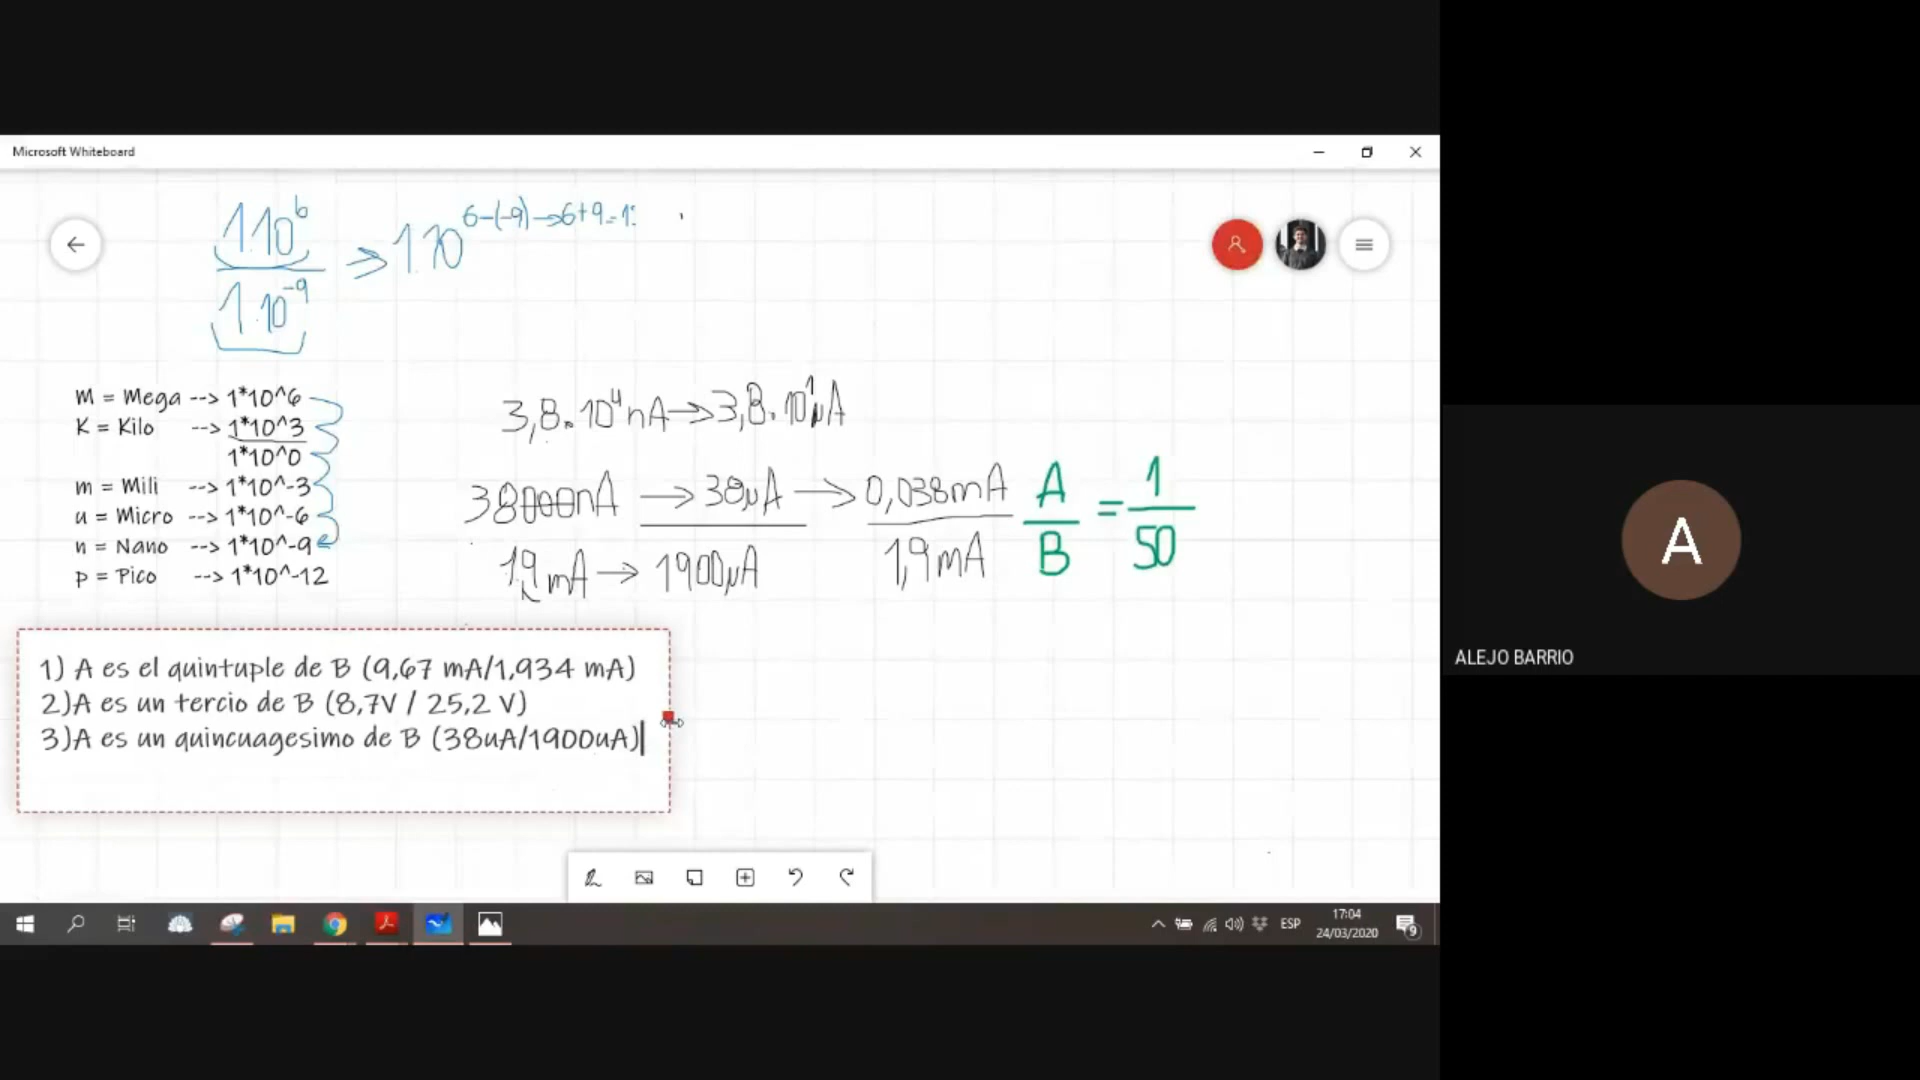 Microsoft Whiteboard
1.10^6
1.10^-9
⇒ 1.10^6-(-9)→6+9=1
M = Mega --> 1*10^6
K = Kilo --> 1*10^3
1*10^0
m = Mili --> 1*10^-3
u = Micro --> 1*10^-6
n = Nano --> 1*10^-9
p = Pico --> 1*10^-12
3,8.10^4 nA → 3,8.10^1 µA
38000nA → 38µA → 0,038mA
1,9 mA → 1900µA
1,9mA
A/B = 1/50
1) A es el quintuple de B (9,67 mA/1,934 mA)
2)A es un tercio de B (8,7V / 25,2 V)
3)A es un quincuagesimo de B (38uA/1900uA)
A
ALEJO BARRIO
ESP
17:04
24/03/2020
9